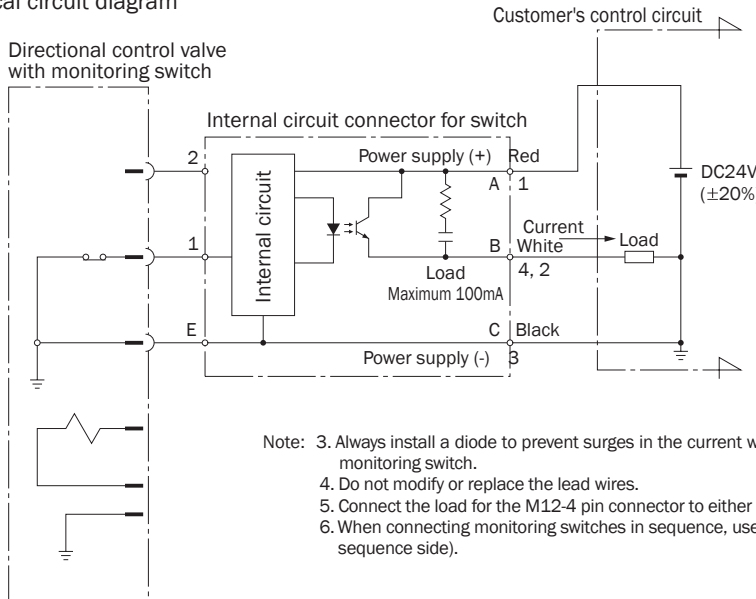 cal circuit diagram
Customer's control circuit
Directional control valve
with monitoring switch
Internal circuit connector for switch
2
Power supply (+)
Red
A
1
DC24V
(±20%
Internal circuit
1
Current
B
White
Load
4, 2
Load
Maximum 100mA
E
C
Black
Power supply (-)
3
Note: 3. Always install a diode to prevent surges in the current
monitoring switch.
4. Do not modify or replace the lead wires.
5. Connect the load for the M12-4 pin connector to either
6. When connecting monitoring switches in sequence, use
sequence side).